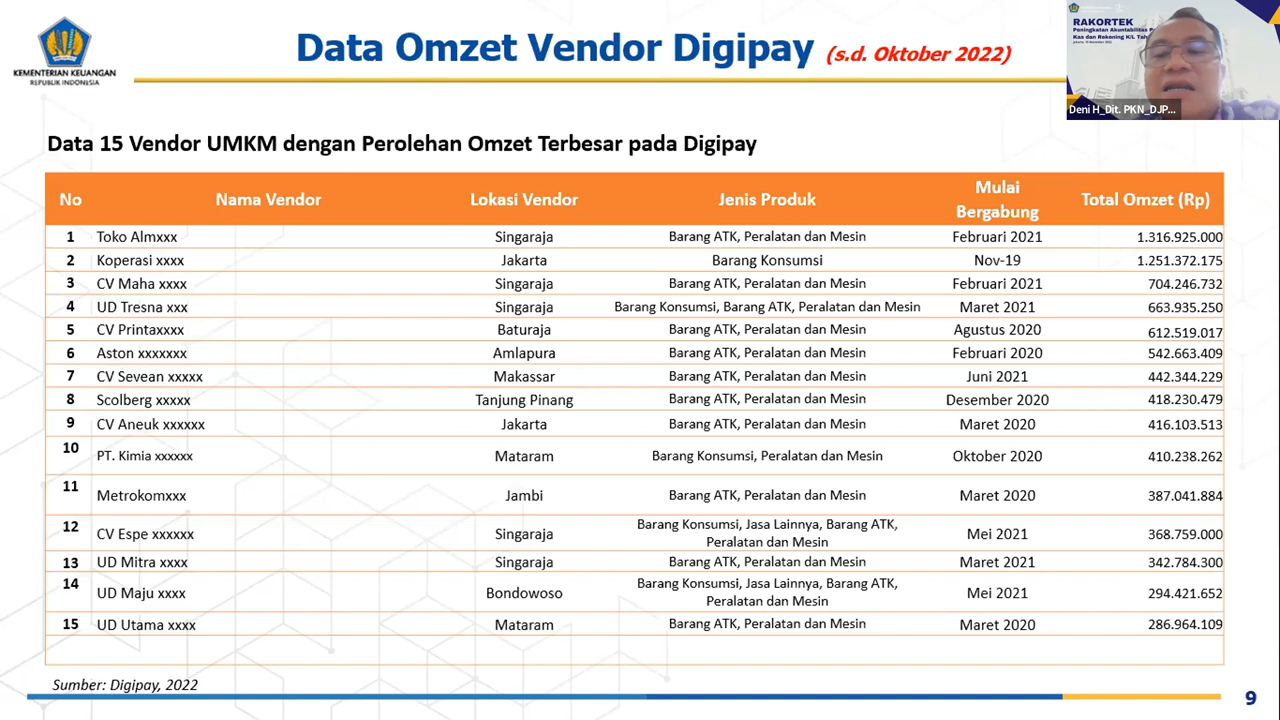 KEMENTERIAN KEUANGAN
REPUBLIK INDONESIA
Data Omzet Vendor Digipay (s.d. Oktober 2022)
RAKORTEK
Peningkatan Akuntabilitas P
Kas dan Rekening K/L Tah
Deni H_Dit. PKN_DJP...
Data 15 Vendor UMKM dengan Perolehan Omzet Terbesar pada Digipay
No Nama Vendor Lokasi Vendor Jenis Produk Mulai Bergabung Total Omzet (Rp)
1 Toko Almxxx Singaraja Barang ATK, Peralatan dan Mesin Februari 2021 1.316.925.000
2 Koperasi xxxx Jakarta Barang Konsumsi Nov-19 1.251.372.175
3 CV Maha xxxx Singaraja Barang ATK, Peralatan dan Mesin Februari 2021 704.246.732
4 UD Tresna xxx Singaraja Barang Konsumsi, Barang ATK, Peralatan dan Mesin Maret 2021 663.935.250
5 CV Printaxxxx Baturaja Barang ATK, Peralatan dan Mesin Agustus 2020 612.519.017
6 Aston xxxxxxx Amlapura Barang ATK, Peralatan dan Mesin Februari 2020 542.663.409
7 CV Sevean xxxxx Makassar Barang ATK, Peralatan dan Mesin Juni 2021 442.344.229
8 Scolberg xxxxx Tanjung Pinang Barang ATK, Peralatan dan Mesin Desember 2020 418.230.479
9 CV Aneuk xxxxxx Jakarta Barang ATK, Peralatan dan Mesin Maret 2020 416.103.513
10 PT. Kimia xxxxxx Mataram Barang Konsumsi, Peralatan dan Mesin Oktober 2020 410.238.262
11 Metrokomxxx Jambi Barang ATK, Peralatan dan Mesin Maret 2020 387.041.884
12 CV Espe xxxxxx Singaraja Barang Konsumsi, Jasa Lainnya, Barang ATK, Peralatan dan Mesin Mei 2021 368.759.000
13 UD Mitra xxxx Singaraja Barang ATK, Peralatan dan Mesin Maret 2021 342.784.300
14 UD Maju xxxx Bondowoso Barang Konsumsi, Jasa Lainnya, Barang ATK, Peralatan dan Mesin Mei 2021 294.421.652
15 UD Utama xxxx Mataram Barang ATK, Peralatan dan Mesin Maret 2020 286.964.109
Sumber: Digipay, 2022
9